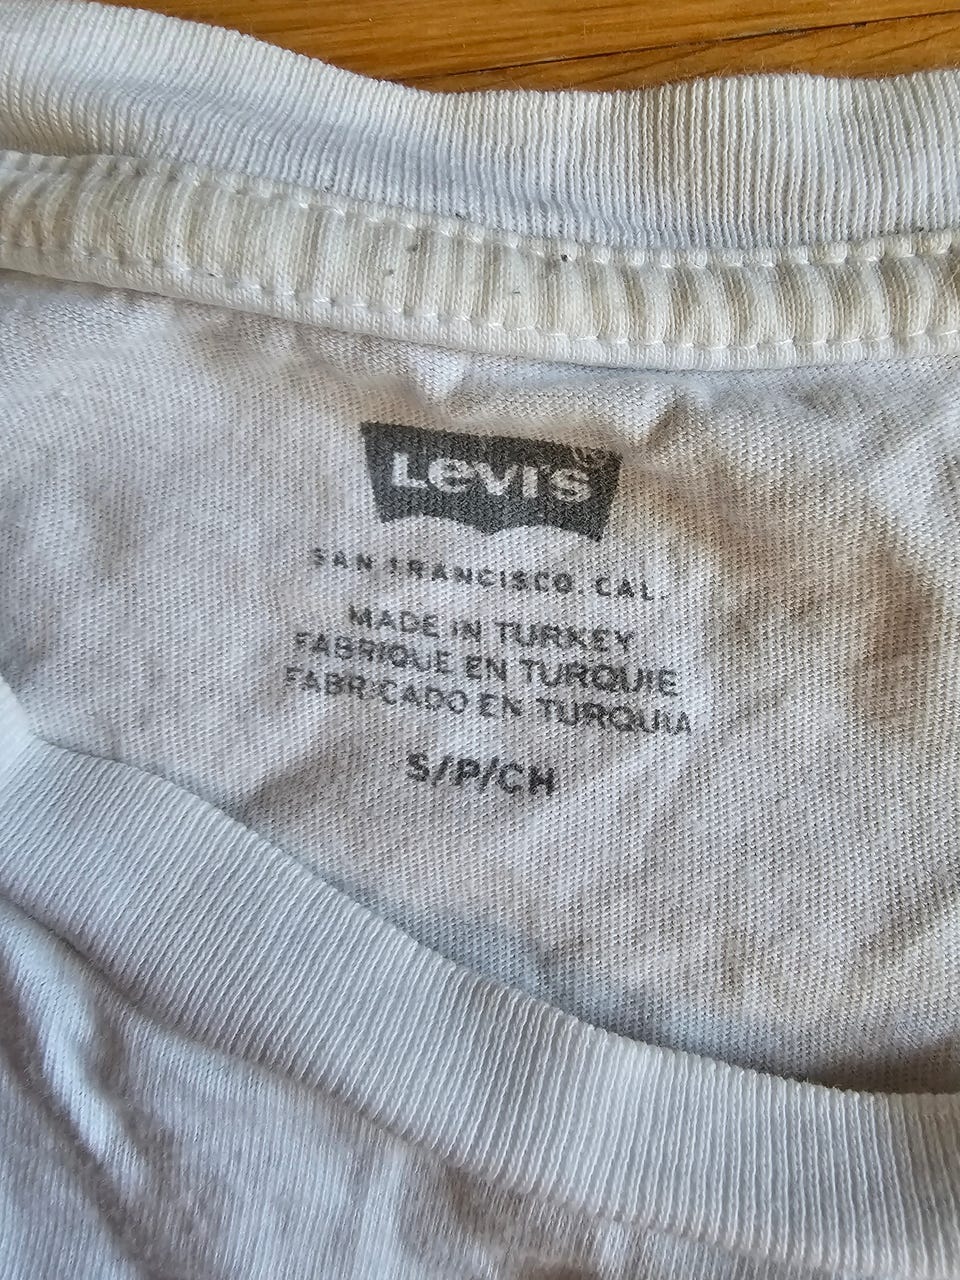 Levi's
SAN FRANCISCO, CAL.
MADE IN TURKEY
FABRIQUE EN TURQUIE
FABRICADO EN TURQUIA
S/P/CH